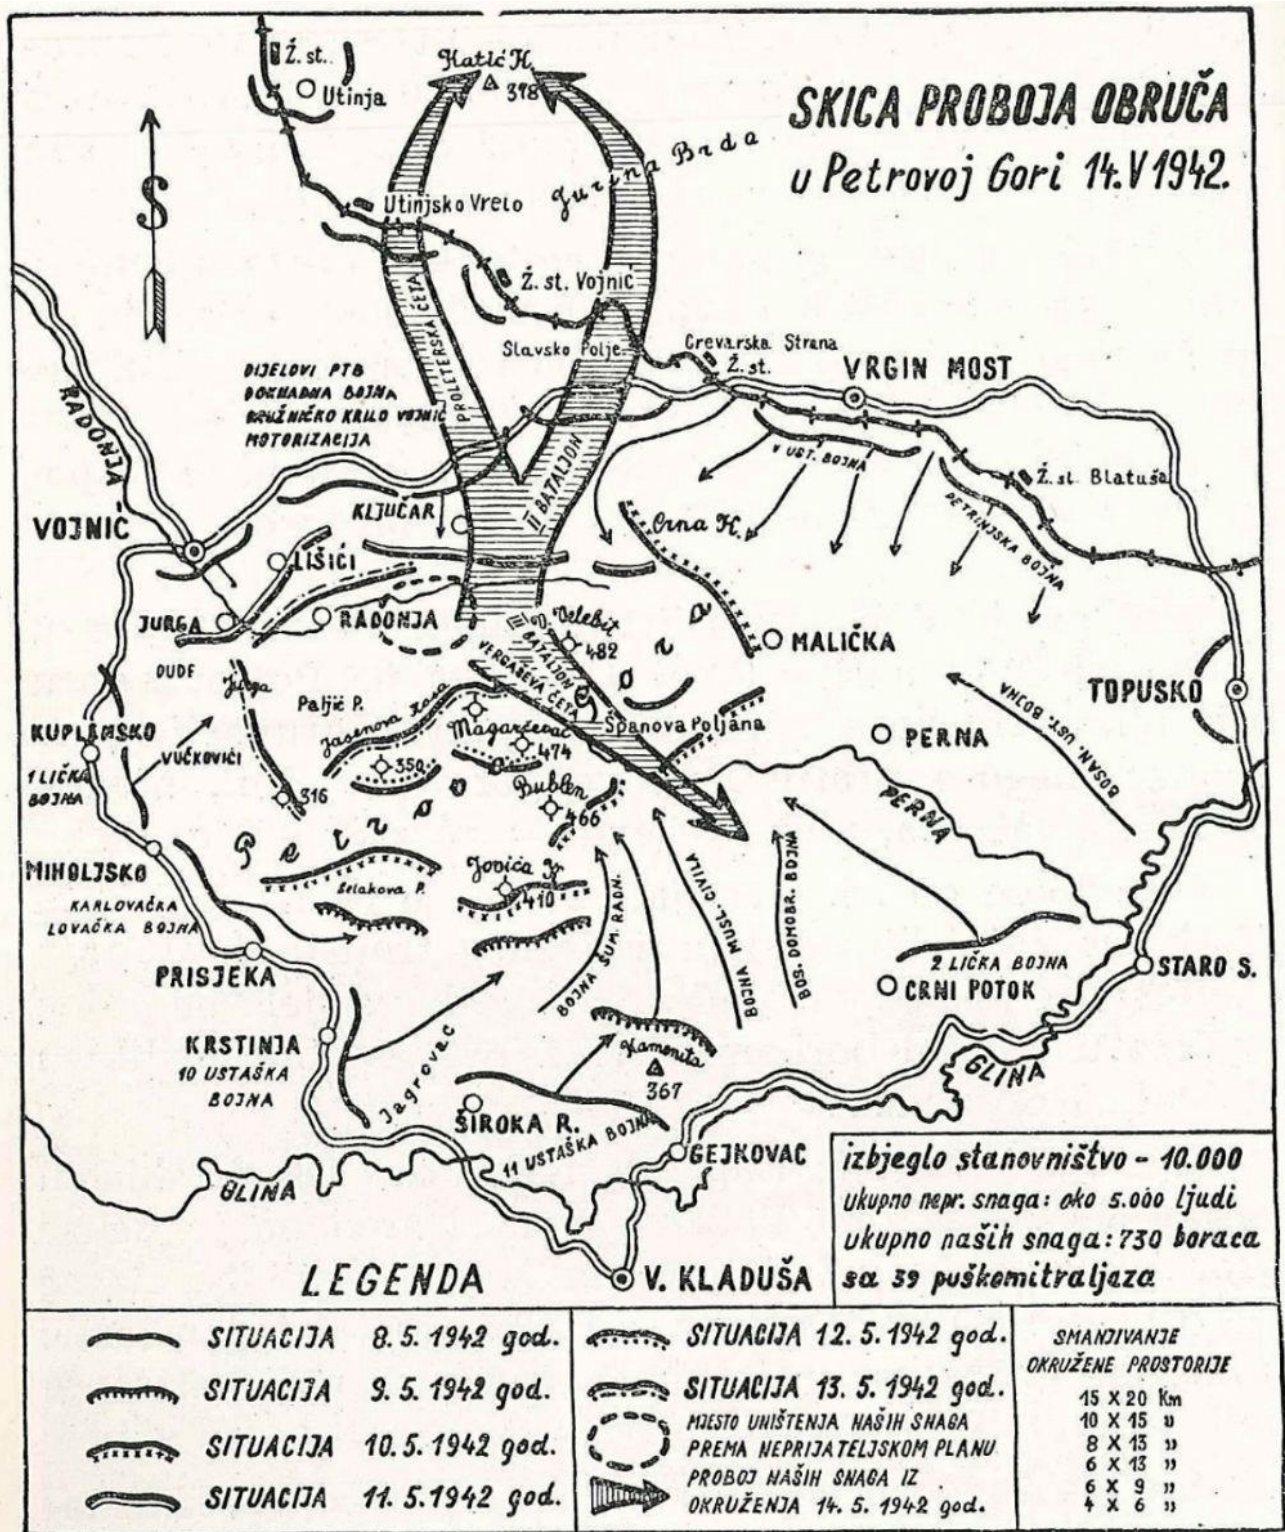 SKICA PROBOJA OBRUČA
u Petrovoj Gori 14.V 1942.
Ž. st.
Utinja
Katić K.
378
S
Jurina Brda
Utinjsko Vrelo
Ž. st. Vojnić
Slavsko Polje
Crevarska Strana
Ž. st.
VRGIN MOST
DIJELOVI PTB
DOKNADNA BOJNA
ORUŽNIČKO KRILO VOJNIĆ
MOTORIZACIJA
PROLETERSKA ČETA
II BATALJON
V UST. BOJNA
Ž. st. Blatuša
PETRINJSKA BOJNA
RADONJA
VOJNIĆ
KLJUČAR
Crna K.
LIŠIĆI
JURGA
RADONJA
III BATALJON
VERGAŠEVA ČETA
Velebit
482
MALIČKA
DUDE
Jurga
Paljić P.
Jasenova Kosa
Magarčevac
474
Španova Poljana
TOPUSKO
BOSAN. UST. BOJNA
KUPLENSKO
VUČKOVIĆI
1 LIČKA
BOJNA
316
350
Bublen
466
PERNA
PERNA
Petrova Gora
MIHOLJSKO
Šelakova P.
Jovića
410
KARLOVAČKA
LOVAČKA BOJNA
BOJNA ŠUM. RADN.
BOJNA MUSL. CIVILA
BOS. DOMOBR. BOJNA
PRISJEKA
2 LIČKA BOJNA
STARO S.
CRNI POTOK
KRSTINJA
10 USTAŠKA
BOJNA
Jagrovac
Kamenita
367
GLINA
ŠIROKA R.
11 USTAŠKA BOJNA
GEJKOVAC
GLINA
V. KLADUŠA
izbjeglo stanovništvo - 10.000
ukupno nepr. snaga: oko 5.000 ljudi
ukupno naših snaga: 730 boraca
sa 39 puškomitraljeza
LEGENDA
SITUACIJA 8. 5. 1942 god.
SITUACIJA 9. 5. 1942 god.
SITUACIJA 10. 5. 1942 god.
SITUACIJA 11. 5. 1942 god.
SITUACIJA 12. 5. 1942 god.
SITUACIJA 13. 5. 1942 god.
MJESTO UNIŠTENJA NAŠIH SNAGA
PREMA NEPRIJATELJSKOM PLANU
PROBOJ NAŠIH SNAGA IZ
OKRUŽENJA 14. 5. 1942 god.
SMANJIVANJE
OKRUŽENE PROSTORIJE
15 X 20 Km
10 X 15 "
8 X 13 "
6 X 13 "
6 X 9 "
4 X 6 "